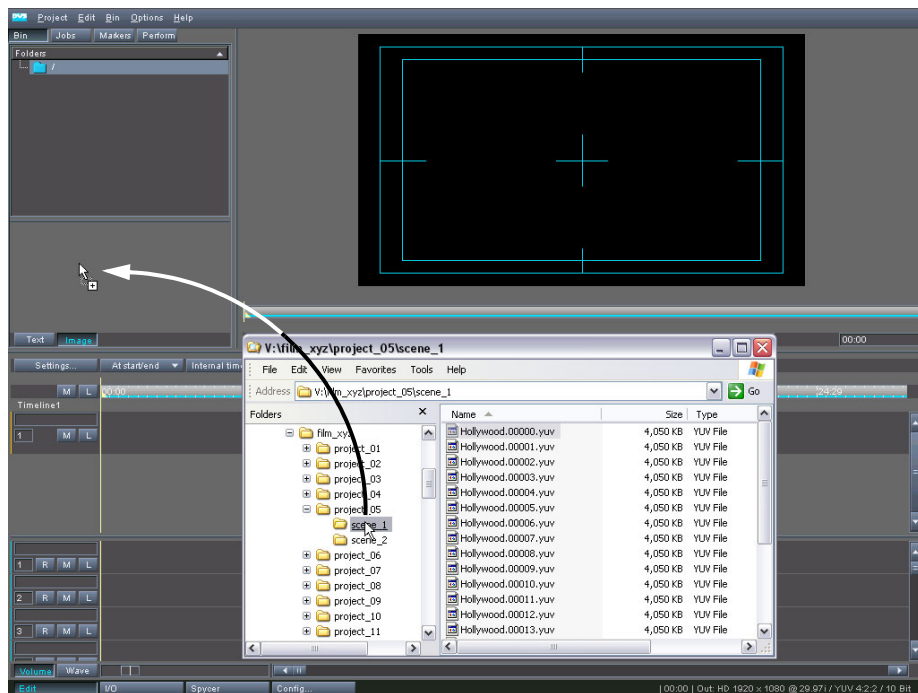 DVS Project Edit Bin Options Help
Bin Jobs Markers Perform
Folders
/
Text Image
00:00
Settings... At start/end Internal tim
M L 00:00 24:29
Timeline1
1 M L
1 R M L
2 R M L
3 R M L
Volume Wave
Edit I/O Spycer Config... | 00:00 | Out: HD 1920 x 1080 @ 29.97i / YUV 4:2:2 / 10 Bit
V:\film_xyz\project_05\scene_1
File Edit View Favorites Tools Help
Address V:\film_xyz\project_05\scene_1 Go
Folders
film_xyz
project_01
project_02
project_03
project_04
project_05
scene_1
scene_2
project_06
project_07
project_08
project_09
project_10
project_11
Name Size Type
Hollywood.00000.yuv 4,050 KB YUV File
Hollywood.00001.yuv 4,050 KB YUV File
Hollywood.00002.yuv 4,050 KB YUV File
Hollywood.00003.yuv 4,050 KB YUV File
Hollywood.00004.yuv 4,050 KB YUV File
Hollywood.00005.yuv 4,050 KB YUV File
Hollywood.00006.yuv 4,050 KB YUV File
Hollywood.00007.yuv 4,050 KB YUV File
Hollywood.00008.yuv 4,050 KB YUV File
Hollywood.00009.yuv 4,050 KB YUV File
Hollywood.00010.yuv 4,050 KB YUV File
Hollywood.00011.yuv 4,050 KB YUV File
Hollywood.00012.yuv 4,050 KB YUV File
Hollywood.00013.yuv 4,050 KB YUV File